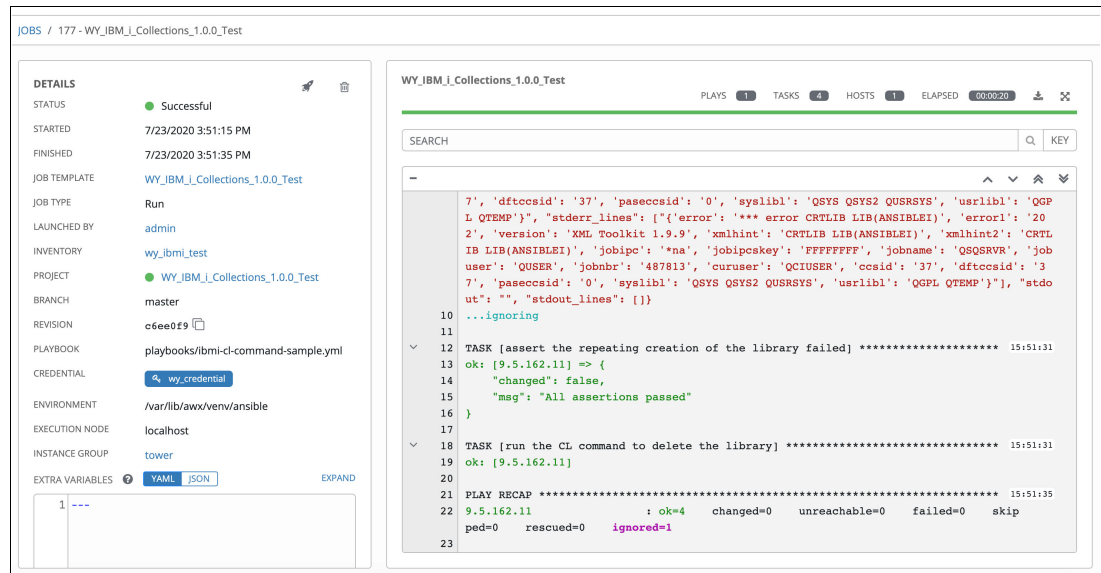 JOBS / 177 - WY_IBM_i_Collections_1.0.0_Test
DETAILS
STATUS Successful
STARTED 7/23/2020 3:51:15 PM
FINISHED 7/23/2020 3:51:35 PM
JOB TEMPLATE WY_IBM_i_Collections_1.0.0_Test
JOB TYPE Run
LAUNCHED BY admin
INVENTORY wy_ibmi_test
PROJECT WY_IBM_i_Collections_1.0.0_Test
BRANCH master
REVISION c6ee0f9
PLAYBOOK playbooks/ibmi-cl-command-sample.yml
CREDENTIAL wy_credential
ENVIRONMENT /var/lib/awx/venv/ansible
EXECUTION NODE localhost
INSTANCE GROUP tower
EXTRA VARIABLES ? YAML JSON EXPAND
1 ---
WY_IBM_i_Collections_1.0.0_Test
PLAYS 1 TASKS 4 HOSTS 1 ELAPSED 00:00:20
SEARCH KEY
7', 'dftccsid': '37', 'paseccsid': '0', 'syslibl': 'QSYS QSYS2 QUSRSYS', 'usrlibl': 'QGP
L QTEMP'}", "stderr_lines": ["{'error': '*** error CRTLIB LIB(ANSIBLEI)', 'error1': '20
2', 'version': 'XML Toolkit 1.9.9', 'xmlhint': 'CRTLIB LIB(ANSIBLEI)', 'xmlhint2': 'CRTL
IB LIB(ANSIBLEI)', 'jobipc': '*na', 'jobipcskey': 'FFFFFFFF', 'jobname': 'QSQSRVR', 'job
user': 'QUSER', 'jobnbr': '487813', 'curuser': 'QCIUSER', 'ccsid': '37', 'dftccsid': '3
7', 'paseccsid': '0', 'syslibl': 'QSYS QSYS2 QUSRSYS', 'usrlibl': 'QGPL QTEMP'}"], "stdo
ut": "", "stdout_lines": []}
10 ...ignoring
11
12 TASK [assert the repeating creation of the library failed] ********************* 15:51:31
13 ok: [9.5.162.11] => {
14 "changed": false,
15 "msg": "All assertions passed"
16 }
17
18 TASK [run the CL command to delete the library] ******************************** 15:51:31
19 ok: [9.5.162.11]
20
21 PLAY RECAP ********************************************************************* 15:51:35
22 9.5.162.11 : ok=4 changed=0 unreachable=0 failed=0 skip
ped=0 rescued=0 ignored=1
23